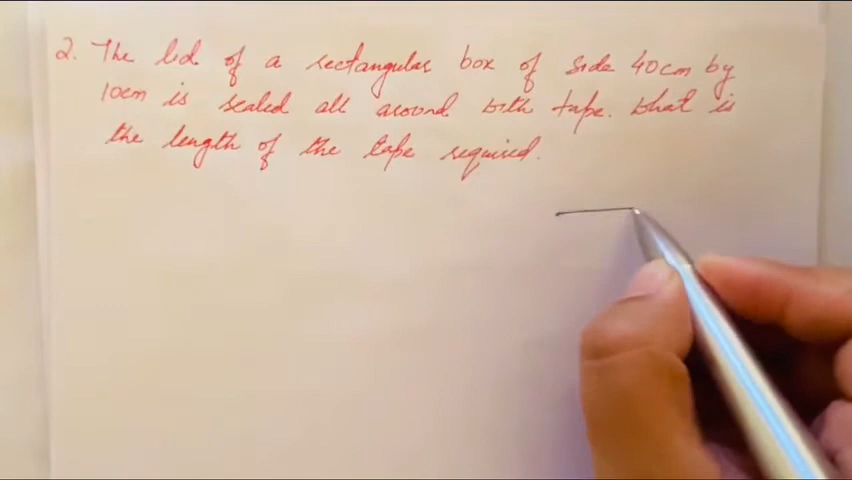 2. The lid of a rectangular box of side 40cm by
10cm is sealed all around with tape. What is
the length of the tape required.